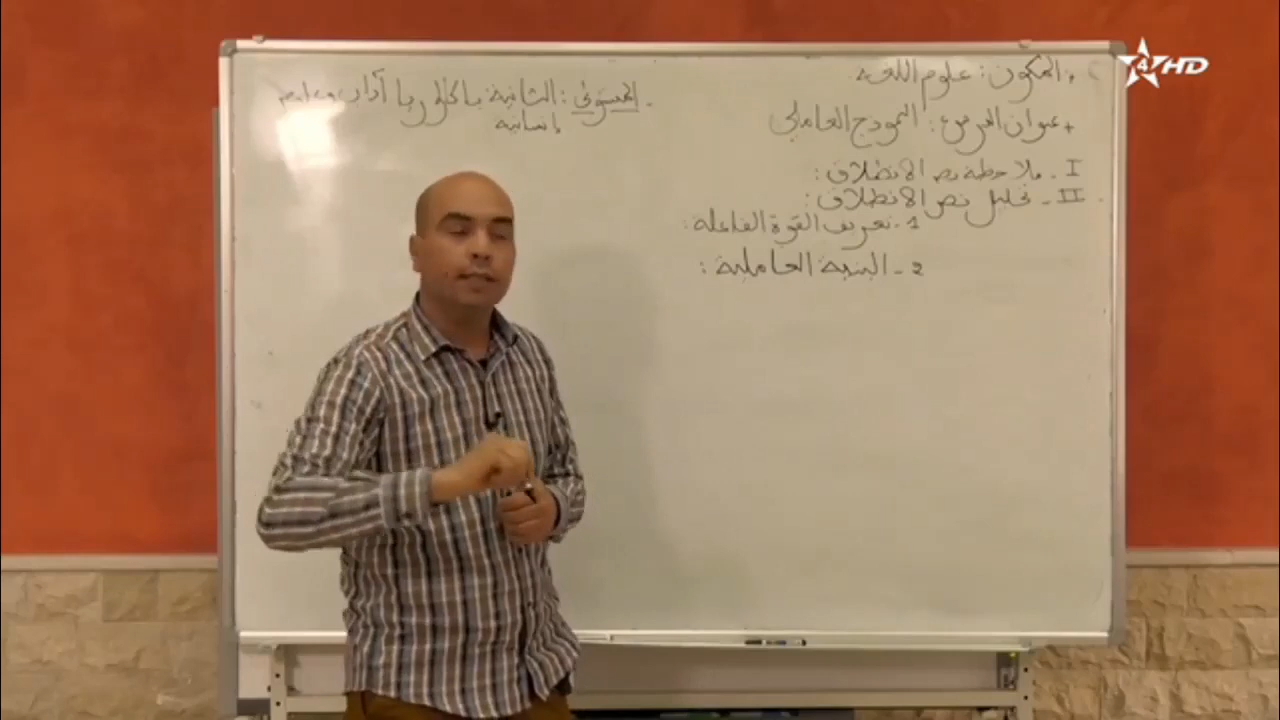 + المكون: علوم اللغة
+ عنوان الدرس: النموذج العاملي
- المستوى: الثانية باكالوريا آداب
إنسانية
I - ملاحظة نص الانطلاق:
II - تحليل نص الانطلاق:
1 - تعريف القوة الفاعلة:
2 - البنية العاملية:
4 HD